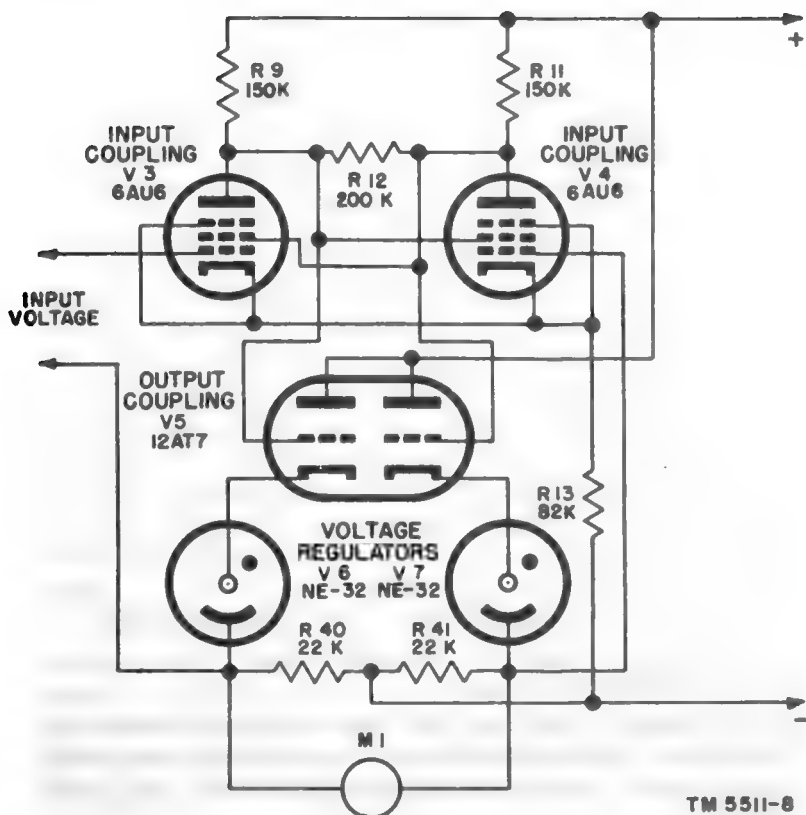 +
R 9
150K
R 11
150K
INPUT
COUPLING
V 3
6AU6
R 12
200 K
INPUT
COUPLING
V 4
6AU6
INPUT
VOLTAGE
OUTPUT
COUPLING
V5
12AT7
R 13
82K
VOLTAGE
REGULATORS
V 6 V 7
NE-32 NE-32
R 40
22 K
R 41
22 K
-
M 1
TM 5511-8